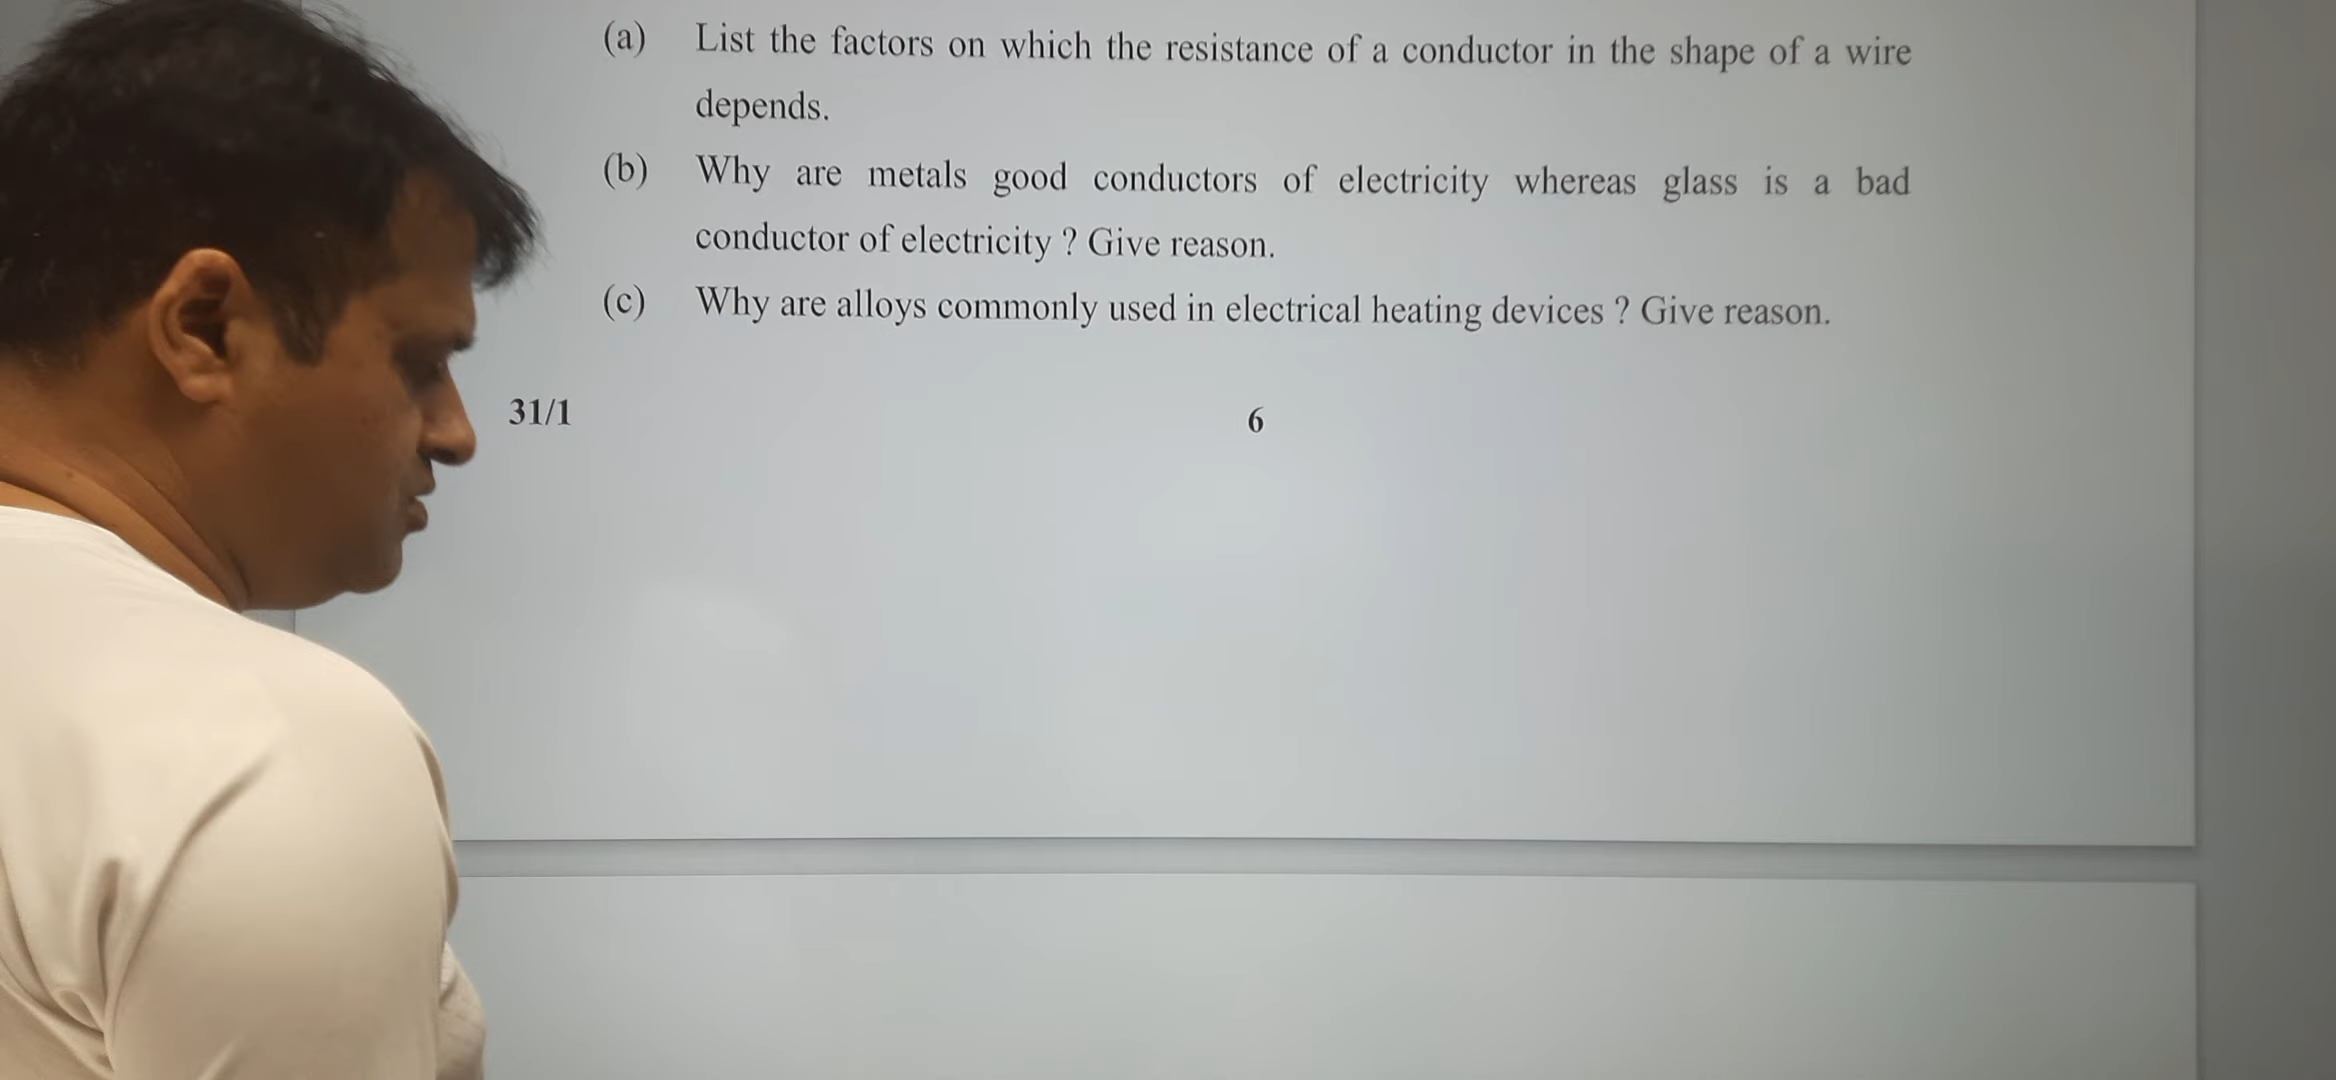 (a) List the factors on which the resistance of a conductor in the shape of a wire
depends.
(b) Why are metals good conductors of electricity whereas glass is a bad
conductor of electricity ? Give reason.
(c) Why are alloys commonly used in electrical heating devices ? Give reason.
31/1 6